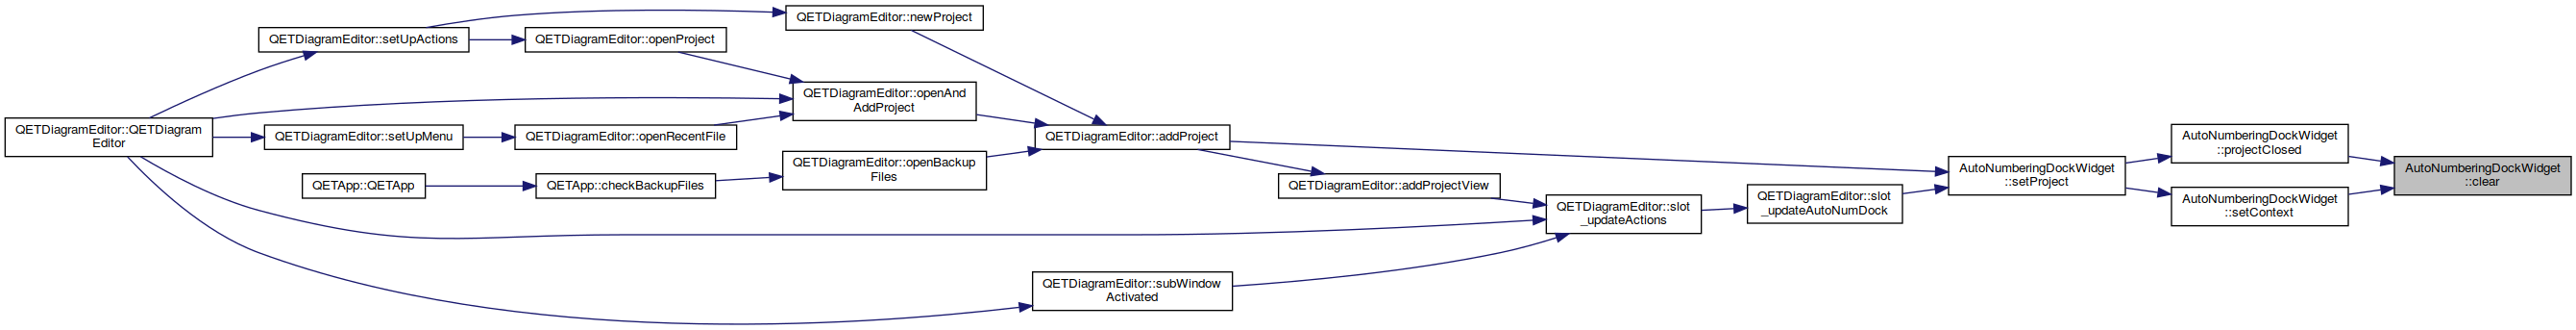 QETDiagramEditor::newProject
QETDiagramEditor::setUpActions
QETDiagramEditor::openProject
QETDiagramEditor::openAnd
AddProject
QETDiagramEditor::QETDiagram
Editor
QETDiagramEditor::setUpMenu
QETDiagramEditor::openRecentFile
QETDiagramEditor::addProject
AutoNumberingDockWidget
::projectClosed
QETDiagramEditor::openBackup
Files
AutoNumberingDockWidget
::setProject
AutoNumberingDockWidget
::clear
QETApp::QETApp
QETApp::checkBackupFiles
QETDiagramEditor::addProjectView
QETDiagramEditor::slot
_updateActions
QETDiagramEditor::slot
_updateAutoNumDock
AutoNumberingDockWidget
::setContext
QETDiagramEditor::subWindow
Activated